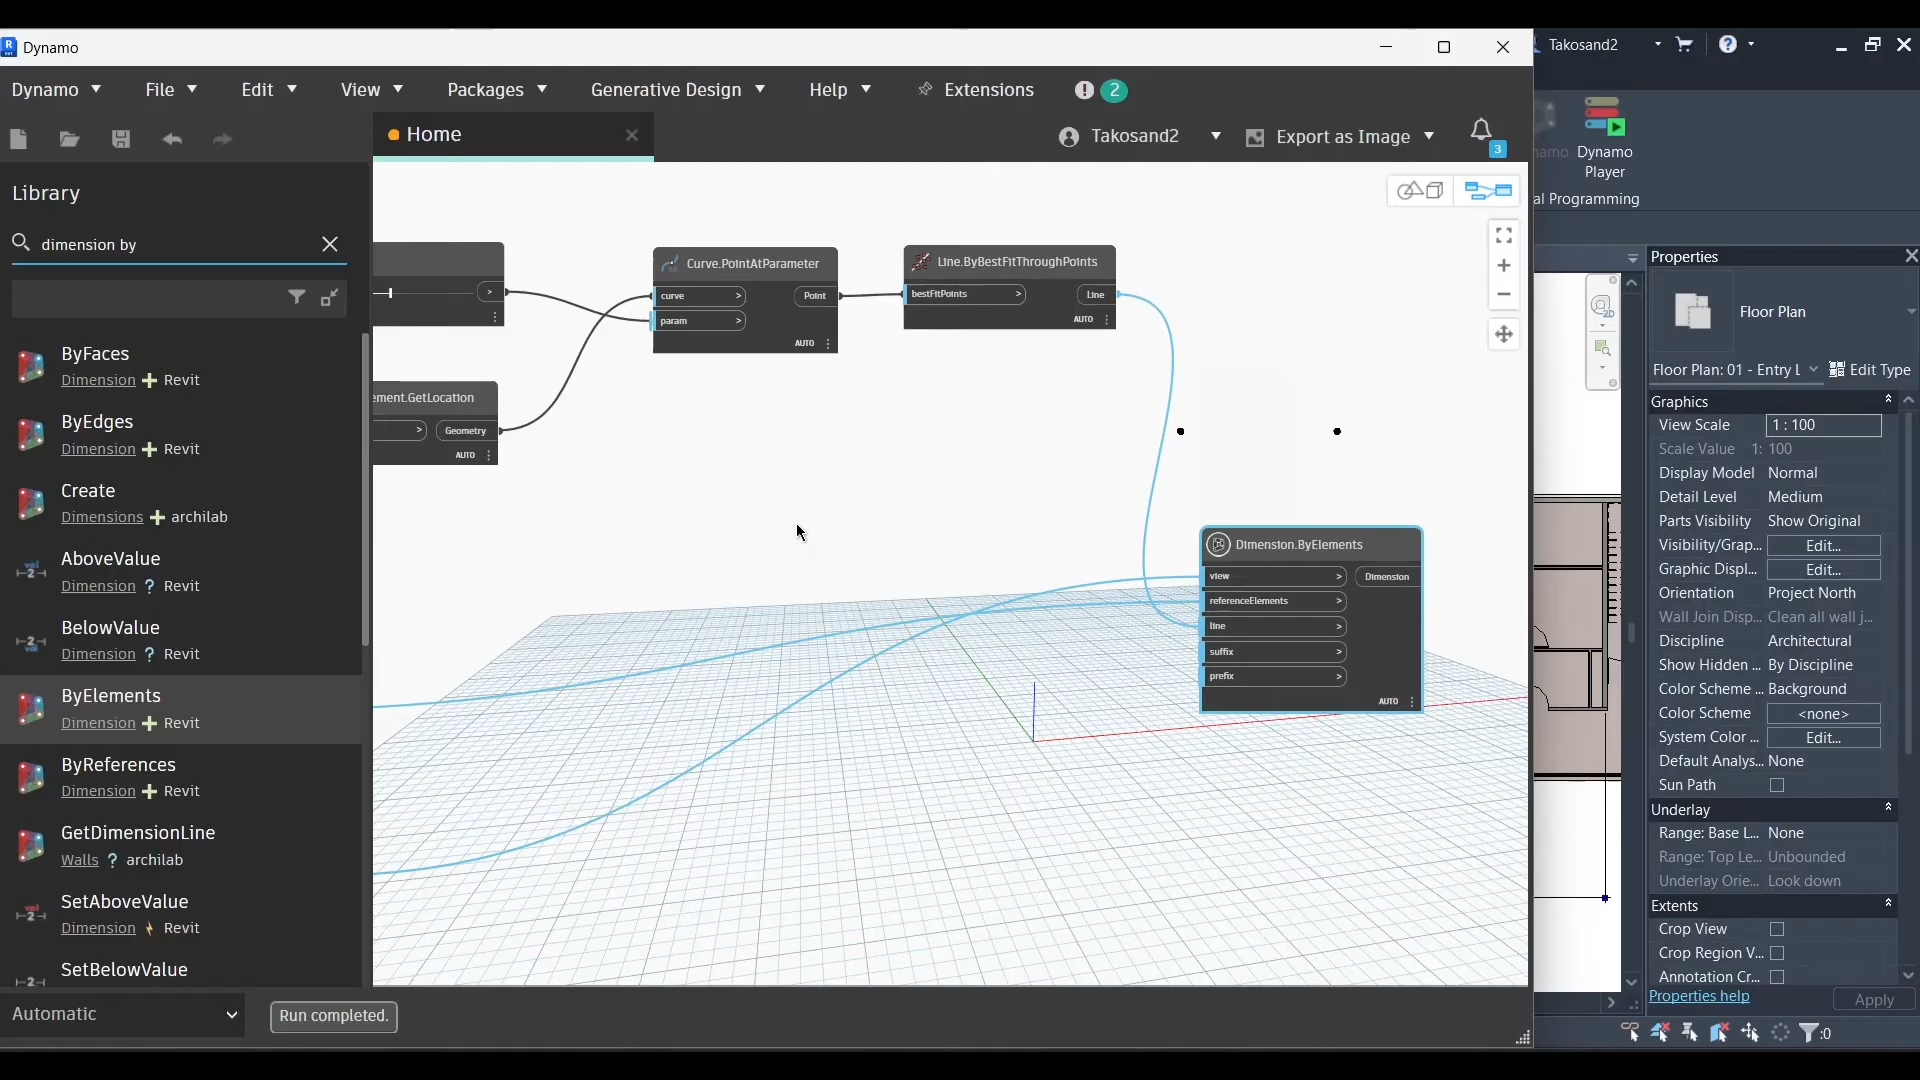 Dynamo
Takosand2
Dynamo
File
Edit
View
Packages
Generative Design
Help
Extensions
2
Home
Takosand2
Export as Image
3
Dynamo
Player
al Programming
Library
dimension by
ByFaces
Dimension Revit
ByEdges
Dimension Revit
Create
Dimensions archilab
AboveValue
Dimension ? Revit
BelowValue
Dimension ? Revit
ByElements
Dimension Revit
ByReferences
Dimension Revit
GetDimensionLine
Walls ? archilab
SetAboveValue
Dimension Revit
SetBelowValue
Automatic
Run completed.
>
ement.GetLocation
> Geometry
AUTO
Curve.PointAtParameter
curve > Point
param >
AUTO
Line.ByBestFitThroughPoints
bestFitPoints > Line
AUTO
Dimension.ByElements
view > Dimension
referenceElements >
line >
suffix >
prefix >
AUTO
2D
Properties
Floor Plan
Floor Plan: 01 - Entry L
Edit Type
Graphics
View Scale 1 : 100
Scale Value 1: 100
Display Model Normal
Detail Level Medium
Parts Visibility Show Original
Visibility/Grap... Edit...
Graphic Displ... Edit...
Orientation Project North
Wall Join Disp... Clean all wall j...
Discipline Architectural
Show Hidden ... By Discipline
Color Scheme ... Background
Color Scheme <none>
System Color ... Edit...
Default Analys... None
Sun Path
Underlay
Range: Base L... None
Range: Top Le... Unbounded
Underlay Orie... Look down
Extents
Crop View
Crop Region V...
Annotation Cr...
Properties help
Apply
:0